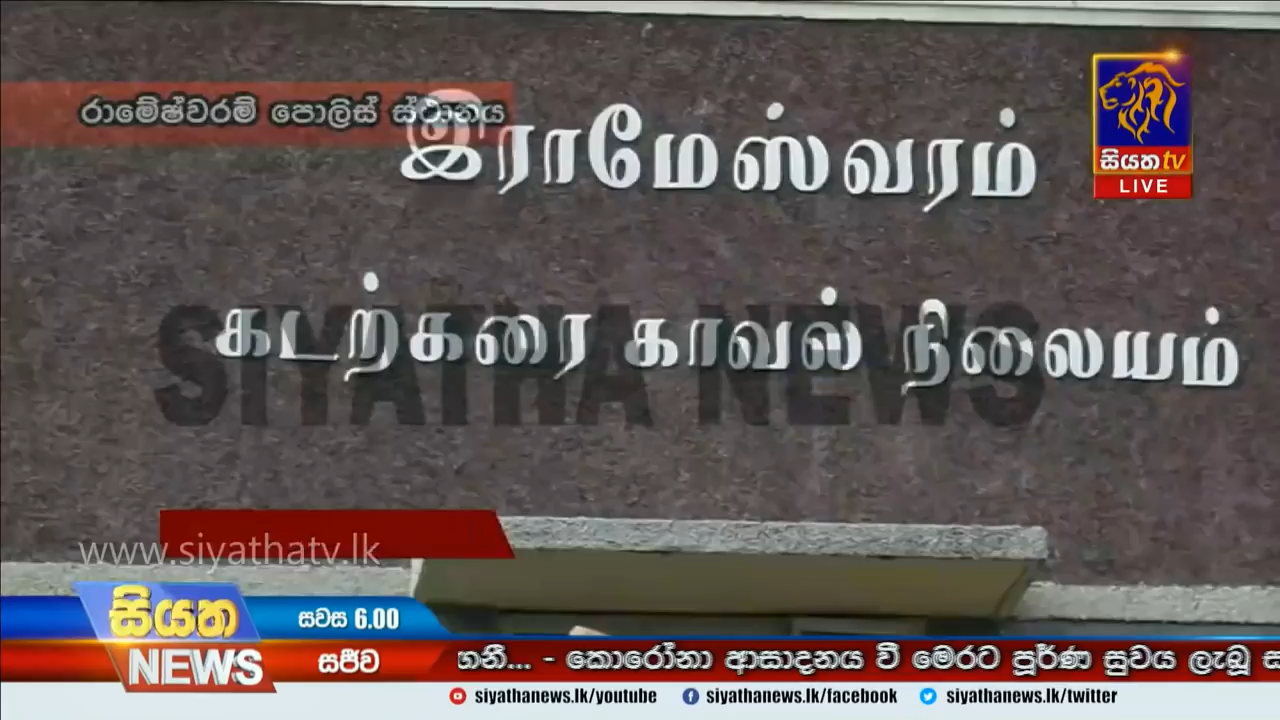 රාමේෂ්වරම් පොලිස් ස්ථානය
இராமேஸ்வரம்
සියත tv
LIVE
கடற்கரை காவல் நிலையம்
SIYATHA NEWS
www.siyathatv.lk
සියත
NEWS
සවස 6.00
සජීව
හනී... - කොරෝනා ආසාදනය වී මෙරට පූර්ණ සුවය ලැබූ ස
siyathanews.lk/youtube siyathanews.lk/facebook siyathanews.lk/twitter